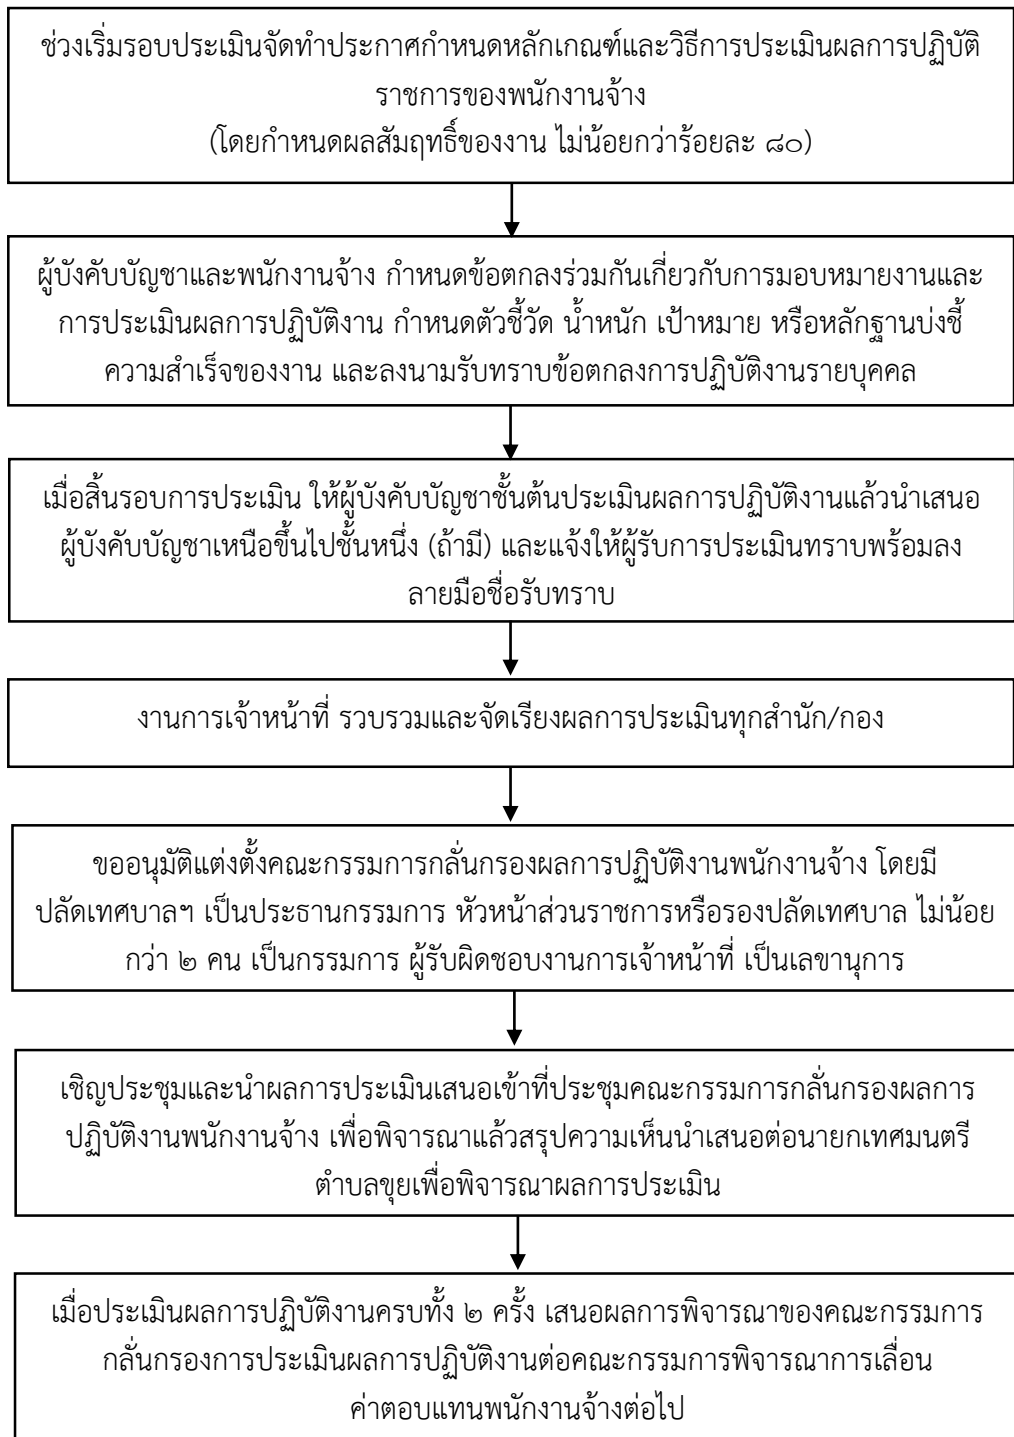 ช่วงเริ่มรอบประเมินจัดทำประกาศกำหนดหลักเกณฑ์และวิธีการประเมินผลการปฏิบัติ
ราชการของพนักงานจ้าง
(โดยกำหนดผลสัมฤทธิ์ของงาน ไม่น้อยกว่าร้อยละ ๘๐)
ผู้บังคับบัญชาและพนักงานจ้าง กำหนดข้อตกลงร่วมกันเกี่ยวกับการมอบหมายงานและ
การประเมินผลการปฏิบัติงาน กำหนดตัวชี้วัด น้ำหนัก เป้าหมาย หรือหลักฐานบ่งชี้
ความสำเร็จของงาน และลงนามรับทราบข้อตกลงการปฏิบัติงานรายบุคคล
เมื่อสิ้นรอบการประเมิน ให้ผู้บังคับบัญชาชั้นต้นประเมินผลการปฏิบัติงานแล้วนำเสนอ
ผู้บังคับบัญชาเหนือขึ้นไปชั้นหนึ่ง (ถ้ามี) และแจ้งให้ผู้รับการประเมินทราบพร้อมลง
ลายมือชื่อรับทราบ
งานการเจ้าหน้าที่ รวบรวมและจัดเรียงผลการประเมินทุกสำนัก/กอง
ขออนุมัติแต่งตั้งคณะกรรมการกลั่นกรองผลการปฏิบัติงานพนักงานจ้าง โดยมี
ปลัดเทศบาลฯ เป็นประธานกรรมการ หัวหน้าส่วนราชการหรือรองปลัดเทศบาล ไม่น้อย
กว่า ๒ คน เป็นกรรมการ ผู้รับผิดชอบงานการเจ้าหน้าที่ เป็นเลขานุการ
เชิญประชุมและนำผลการประเมินเสนอเข้าที่ประชุมคณะกรรมการกลั่นกรองผลการ
ปฏิบัติงานพนักงานจ้าง เพื่อพิจารณาแล้วสรุปความเห็นนำเสนอต่อนายกเทศมนตรี
ตำบลขุยเพื่อพิจารณาผลการประเมิน
เมื่อประเมินผลการปฏิบัติงานครบทั้ง ๒ ครั้ง เสนอผลการพิจารณาของคณะกรรมการ
กลั่นกรองการประเมินผลการปฏิบัติงานต่อคณะกรรมการพิจารณาการเลื่อน
ค่าตอบแทนพนักงานจ้างต่อไป